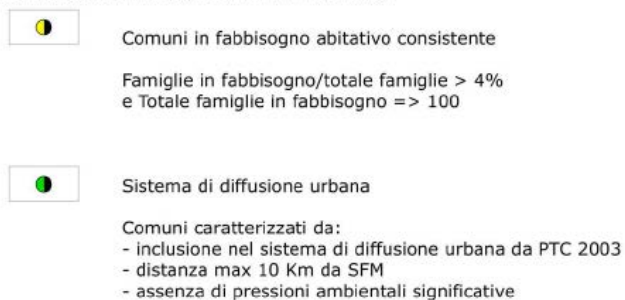 Comuni in fabbisogno abitativo consistente
Famiglie in fabbisogno/totale famiglie > 4%
e Totale famiglie in fabbisogno => 100
Sistema di diffusione urbana
Comuni caratterizzati da:
- inclusione nel sistema di diffusione urbana da PTC 2003
- distanza max 10 Km da SFM
- assenza di pressioni ambientali significative